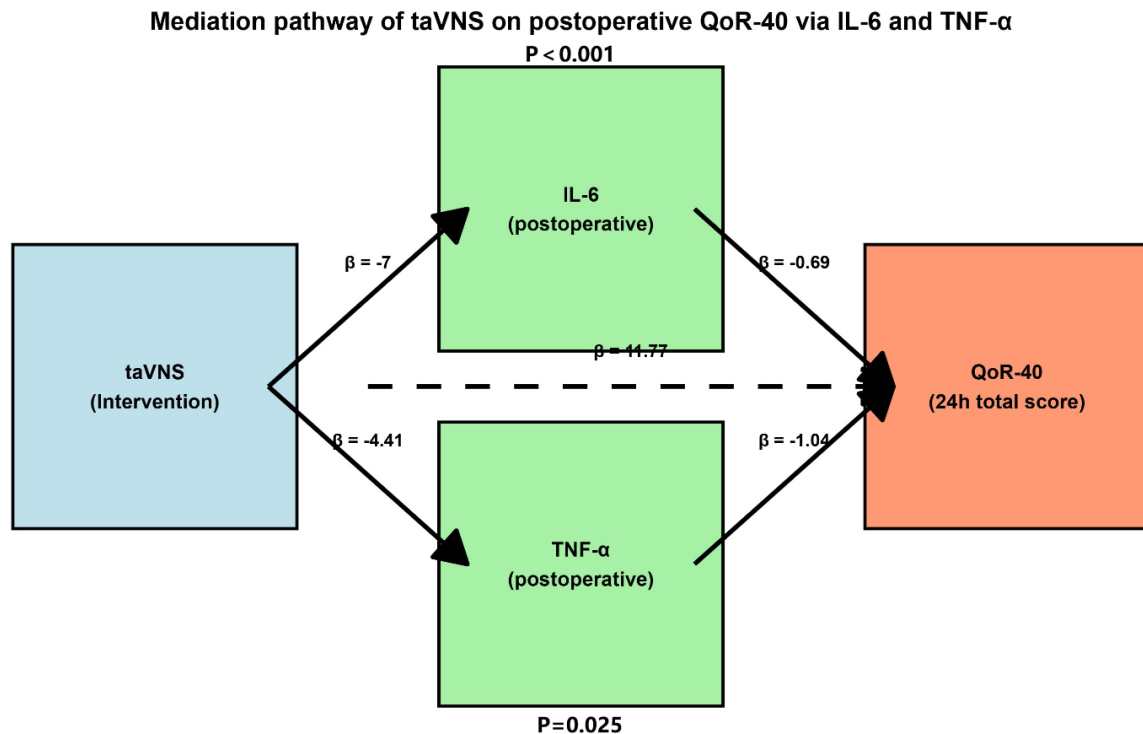 Mediation pathway of taVNS on postoperative QoR-40 via IL-6 and TNF-α
P < 0.001
IL-6
(postoperative)
β = -7
β = -0.69
β = 11.77
taVNS
(Intervention)
QoR-40
(24h total score)
β = -4.41
β = -1.04
TNF-α
(postoperative)
P=0.025